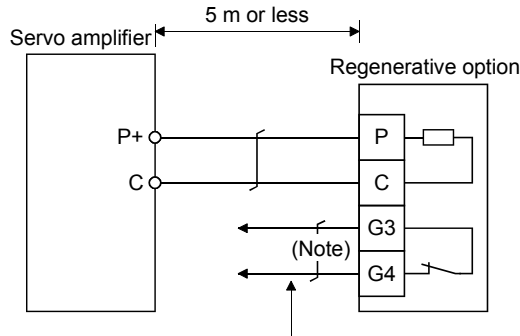 5 m or less
Servo amplifier
Regenerative option
P+
P
C
C
G3
(Note)
G4